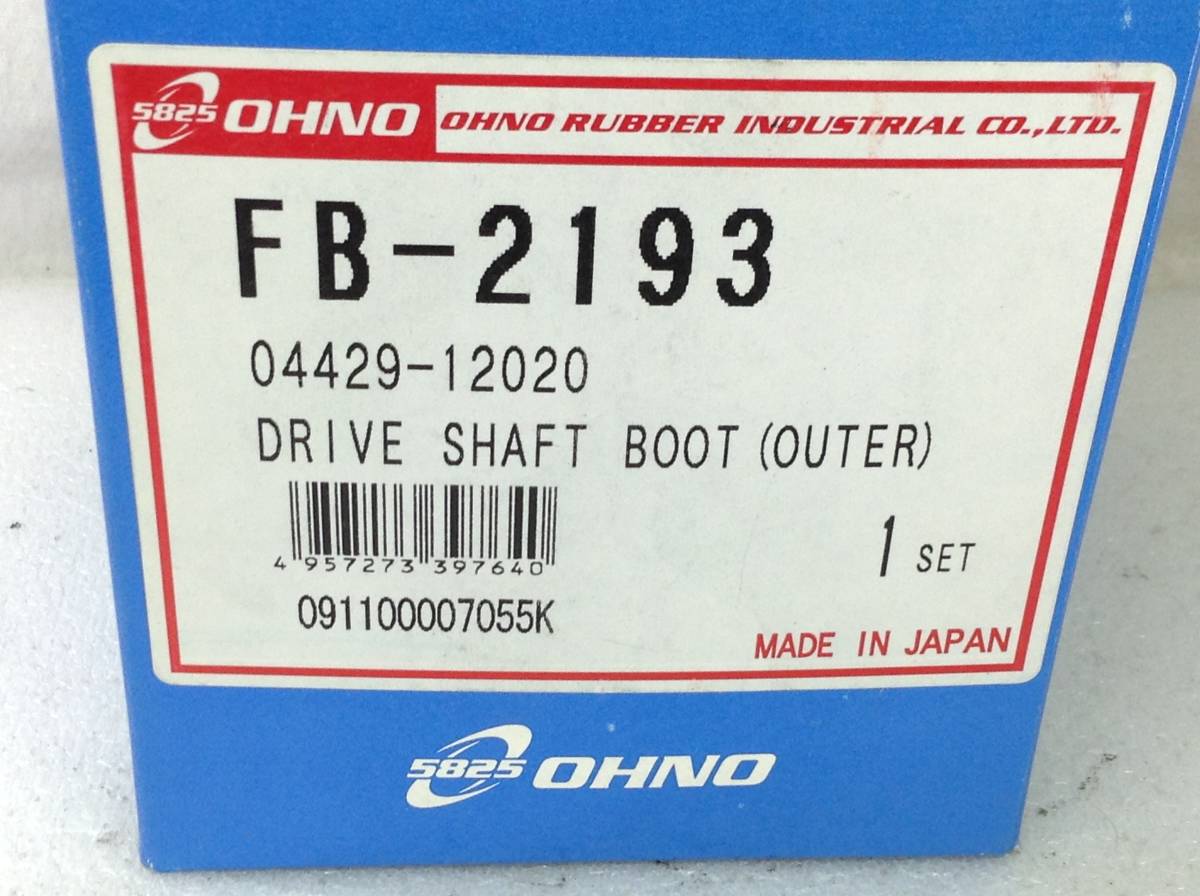 5825 OHNO OHNO RUBBER INDUSTRIAL CO.,LTD.
FB-2193
04429-12020
DRIVE SHAFT BOOT(OUTER)
4 957273 397640
1 SET
091100007055K
MADE IN JAPAN
5825 OHNO